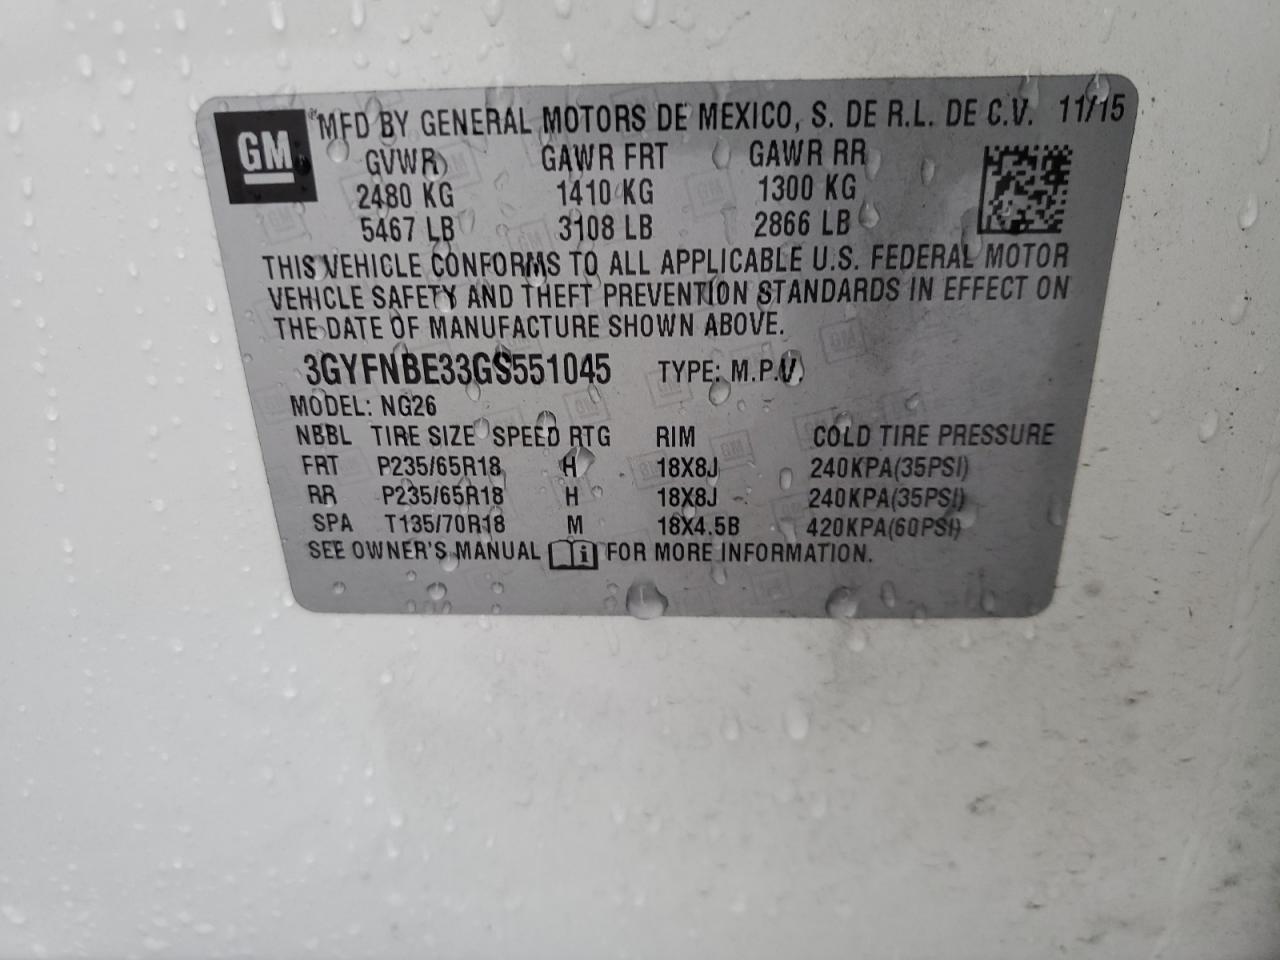 GM MFD BY GENERAL MOTORS DE MEXICO, S. DE R.L. DE C.V. 11/15
GVWR GAWR FRT GAWR RR
2480 KG 1410 KG 1300 KG
5467 LB 3108 LB 2866 LB
THIS VEHICLE CONFORMS TO ALL APPLICABLE U.S. FEDERAL MOTOR
VEHICLE SAFETY AND THEFT PREVENTION STANDARDS IN EFFECT ON
THE DATE OF MANUFACTURE SHOWN ABOVE.
3GYFNBE33GS551045 TYPE: M.P.V.
MODEL: NG26
NBBL TIRE SIZE SPEED RTG RIM COLD TIRE PRESSURE
FRT P235/65R18 H 18X8J 240KPA(35PSI)
RR P235/65R18 H 18X8J 240KPA(35PSI)
SPA T135/70R18 M 18X4.5B 420KPA(60PSI)
SEE OWNER'S MANUAL FOR MORE INFORMATION.